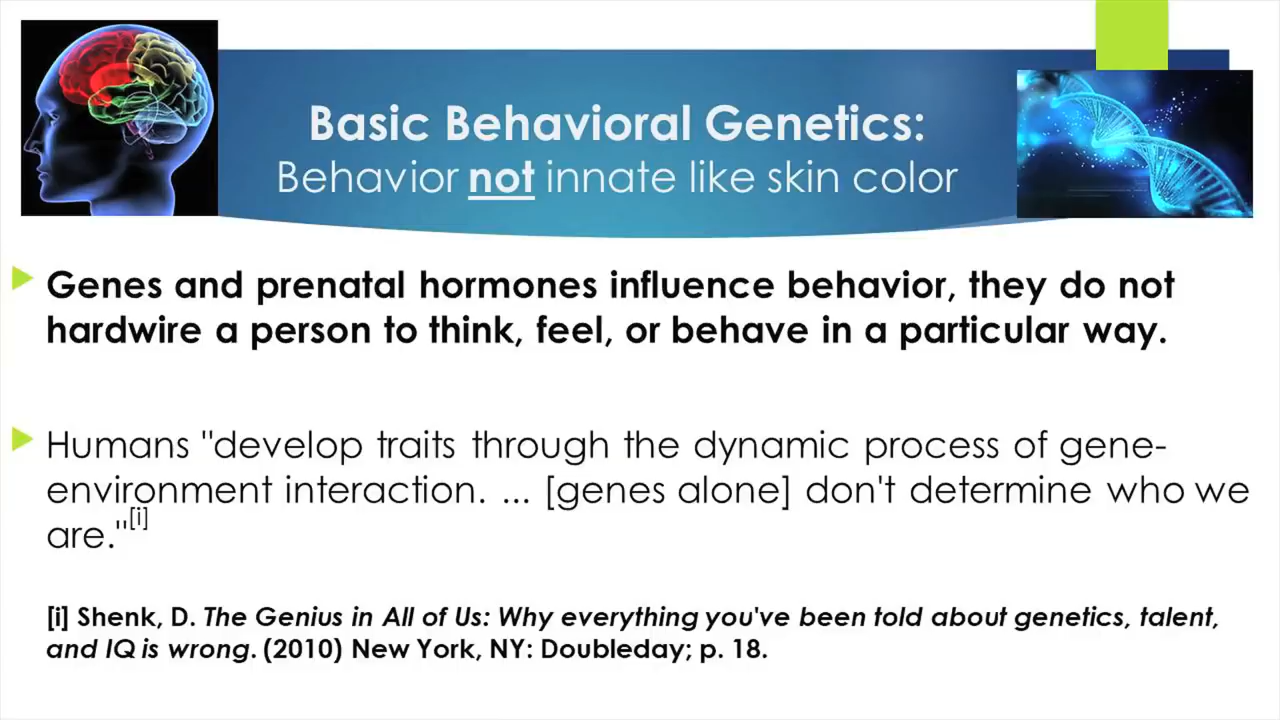 Basic Behavioral Genetics:
Behavior not innate like skin color
Genes and prenatal hormones influence behavior, they do not
hardwire a person to think, feel, or behave in a particular way.
Humans "develop traits through the dynamic process of gene-
environment interaction. ... [genes alone] don't determine who we
are."[i]
[i] Shenk, D. The Genius in All of Us: Why everything you've been told about genetics, talent,
and IQ is wrong. (2010) New York, NY: Doubleday; p. 18.